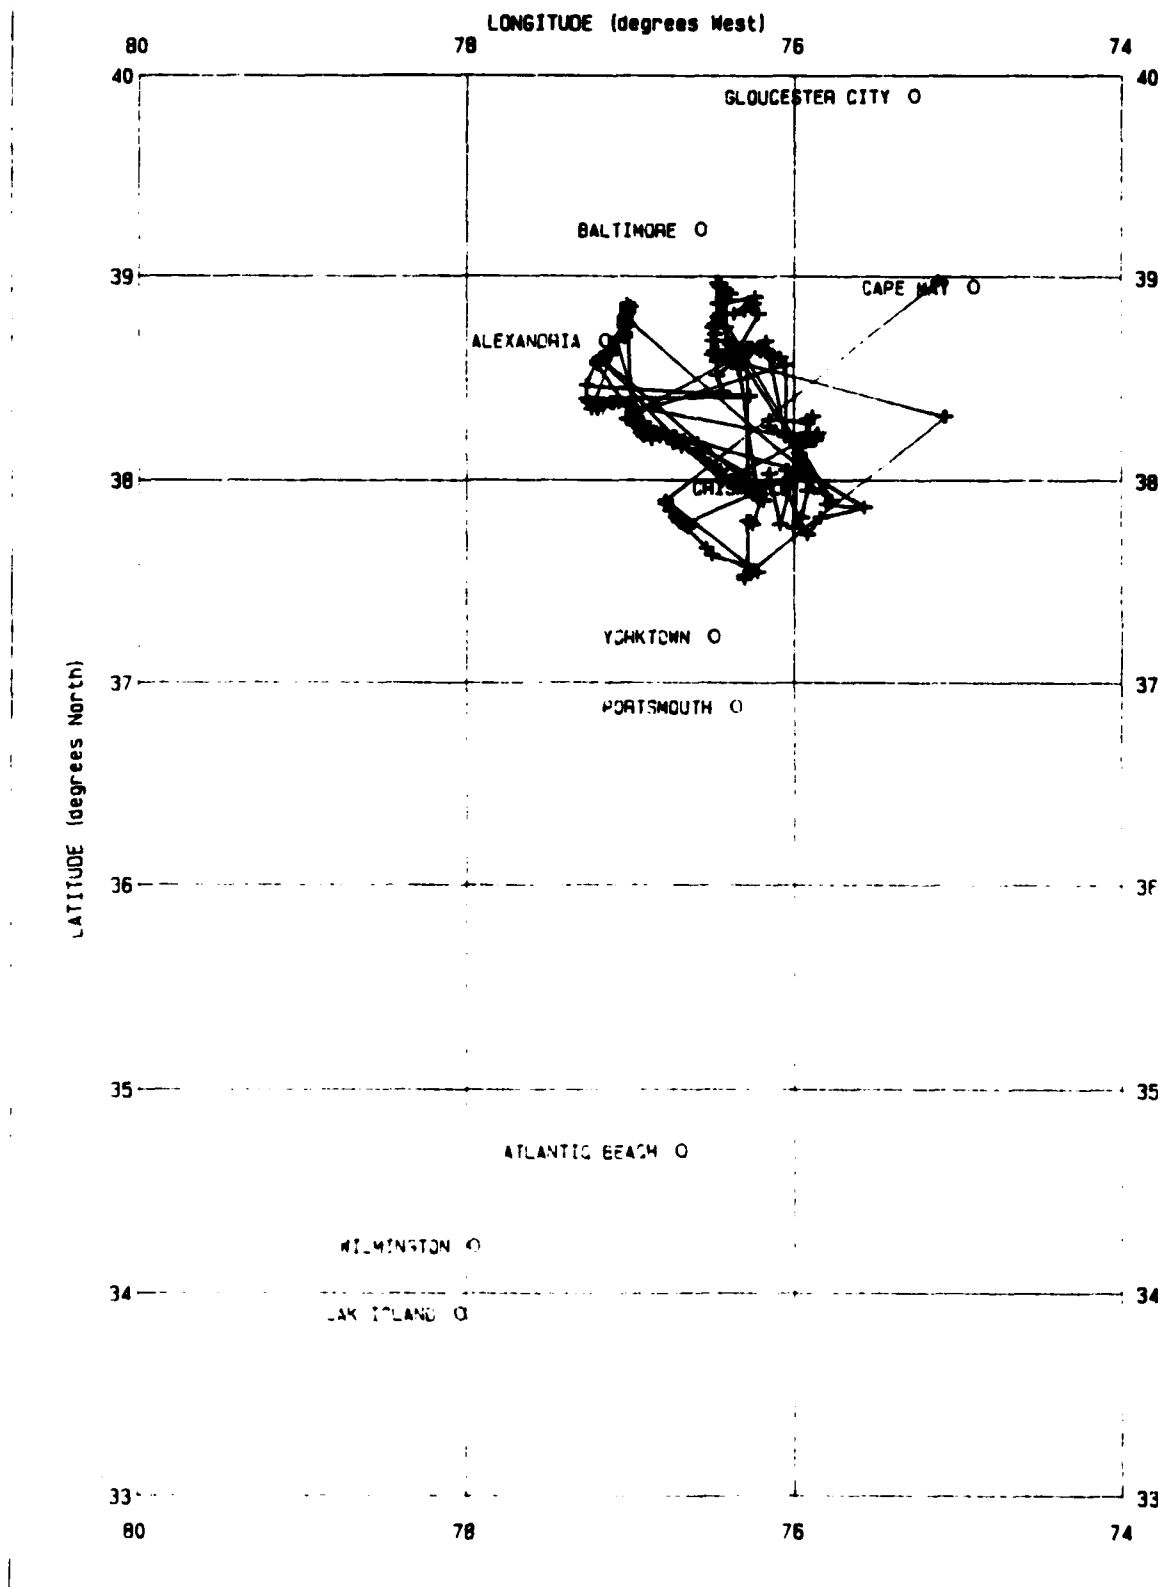 LONGITUDE (degrees West)
80 78 76 74
40 40
GLOUCESTER CITY
BALTIMORE
39 39
CAPE MAY
ALEXANDRIA
38 38
YORKTOWN
37 37
PORTSMOUTH
LATITUDE (degrees North)
36 36
35 35
ATLANTIC BEACH
WILMINGTON
34 34
ISLAND
33 33
80 78 76 74